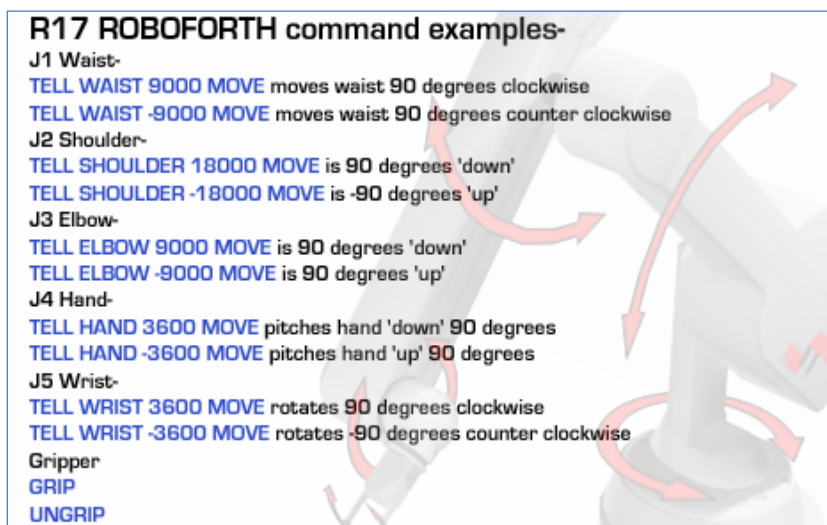 R17 ROBOFORTH command examples-
J1 Waist-
TELL WAIST 9000 MOVE moves waist 90 degrees clockwise
TELL WAIST -9000 MOVE moves waist 90 degrees counter clockwise
J2 Shoulder-
TELL SHOULDER 18000 MOVE is 90 degrees 'down'
TELL SHOULDER -18000 MOVE is -90 degrees 'up'
J3 Elbow-
TELL ELBOW 9000 MOVE is 90 degrees 'down'
TELL ELBOW -9000 MOVE is 90 degrees 'up'
J4 Hand-
TELL HAND 3600 MOVE pitches hand 'down' 90 degrees
TELL HAND -3600 MOVE pitches hand 'up' 90 degrees
J5 Wrist-
TELL WRIST 3600 MOVE rotates 90 degrees clockwise
TELL WRIST -3600 MOVE rotates -90 degrees counter clockwise
Gripper
GRIP
UNGRIP